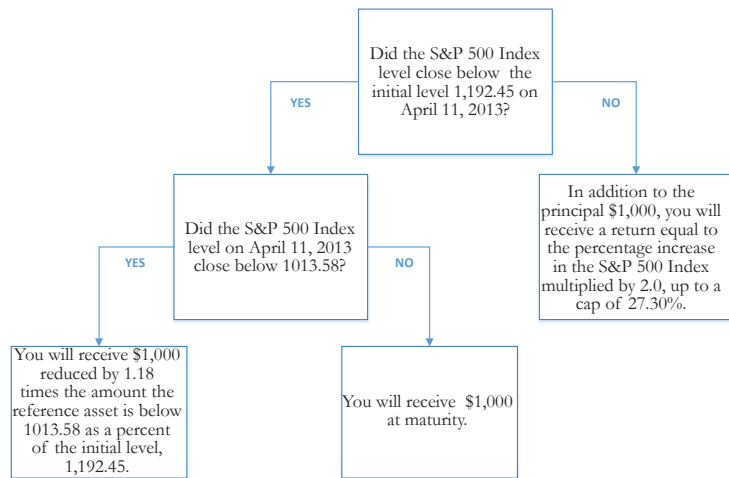 Did the S&P 500 Index
level close below the
initial level 1,192.45 on
April 11, 2013?
YES
NO
Did the S&P 500 Index
level on April 11, 2013
close below 1013.58?
In addition to the
principal $1,000, you will
receive a return equal to
the percentage increase
in the S&P 500 Index
multiplied by 2.0, up to a
cap of 27.30%.
YES
NO
You will receive $1,000
reduced by 1.18
times the amount the
reference asset is below
1013.58 as a percent
of the initial level,
1,192.45.
You will receive $1,000
at maturity.